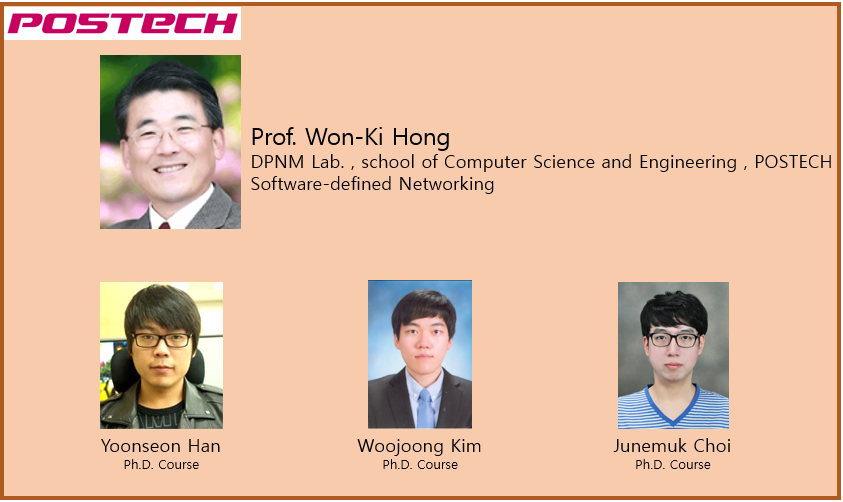 POSTECH
Prof. Won-Ki Hong
DPNM Lab. , school of Computer Science and Engineering , POSTECH
Software-defined Networking
Yoonseon Han
Ph.D. Course
Woojoong Kim
Ph.D. Course
Junemuk Choi
Ph.D. Course